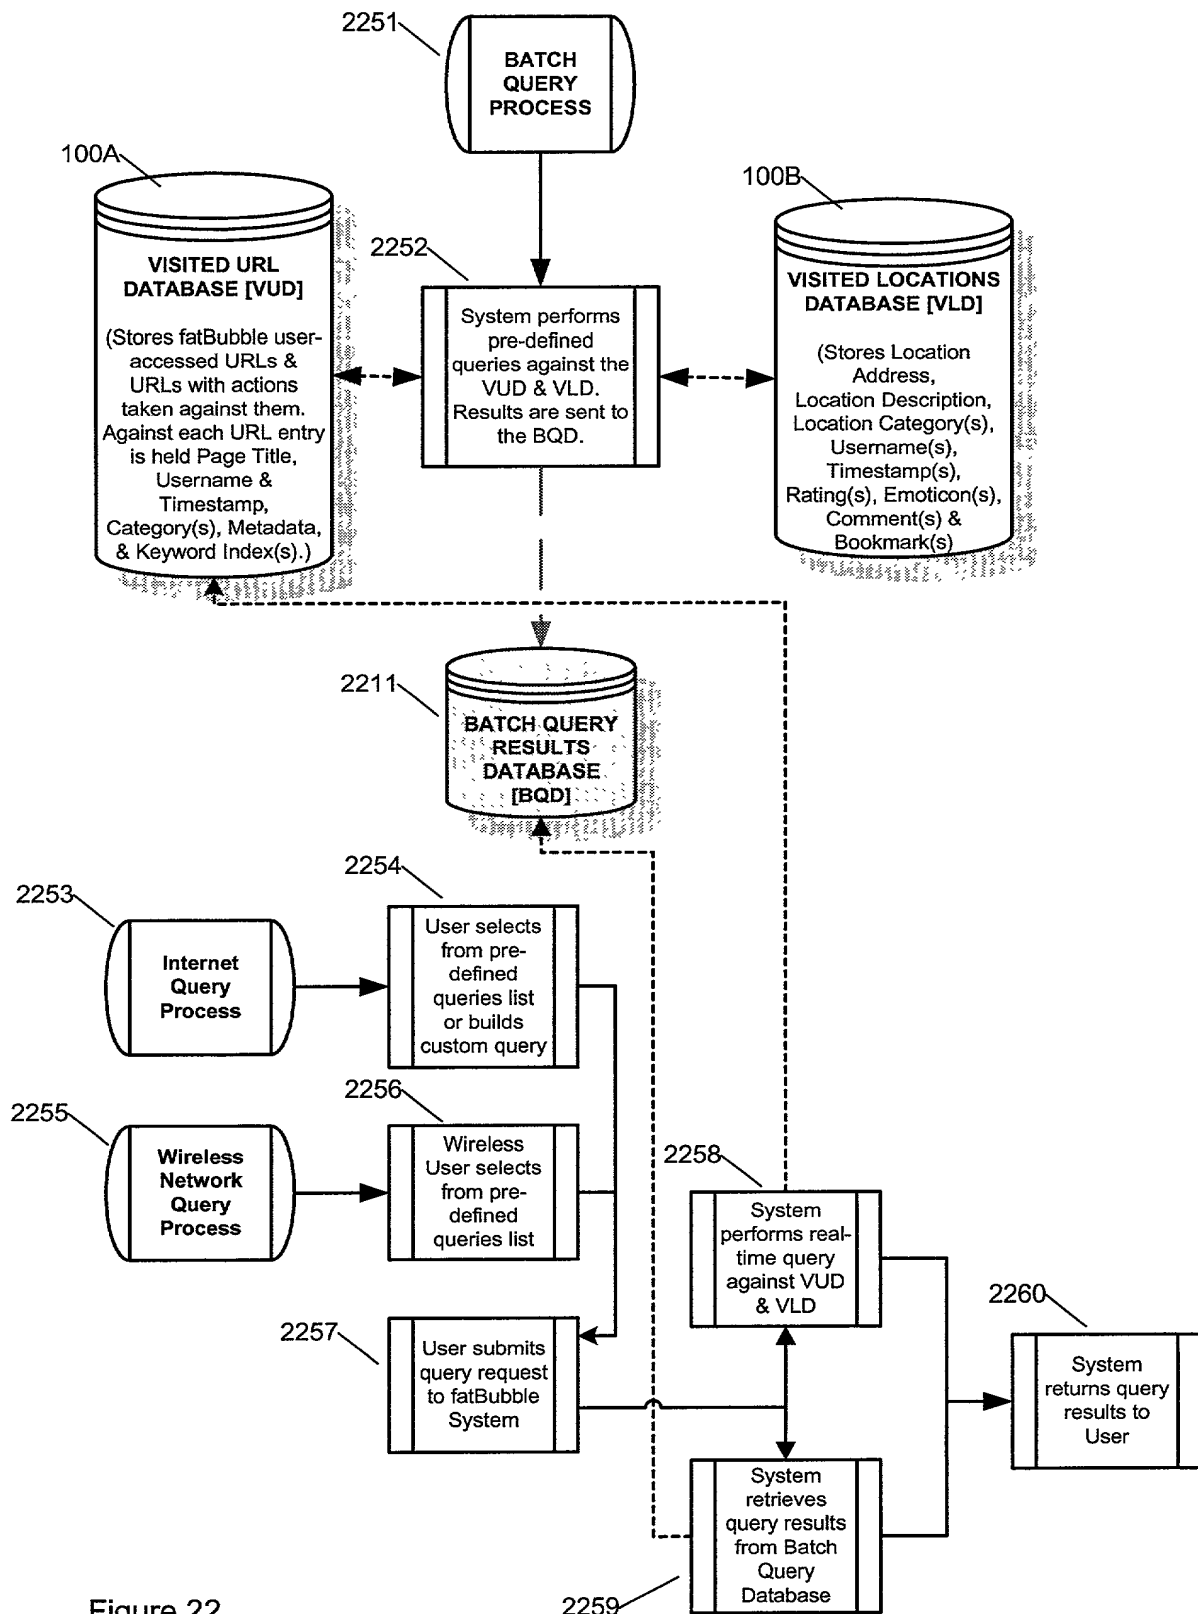 2251
BATCH
QUERY
PROCESS
100A
VISITED URL
DATABASE [VUD]
(Stores fatBubble user-
accessed URLs &
URLs with actions
taken against them.
Against each URL entry
is held Page Title,
Username &
Timestamp,
Category(s), Metadata,
& Keyword Index(s).)
2252
System performs
pre-defined
queries against the
VUD & VLD.
Results are sent to
the BQD.
100B
VISITED LOCATIONS
DATABASE [VLD]
(Stores Location
Address,
Location Description,
Location Category(s),
Username(s),
Timestamp(s),
Rating(s), Emoticon(s),
Comment(s) &
Bookmark(s)
2211
BATCH QUERY
RESULTS
DATABASE
[BQD]
2253
Internet
Query
Process
2254
User selects
from pre-
defined
queries list
or builds
custom query
2255
Wireless
Network
Query
Process
2256
Wireless
User selects
from pre-
defined
queries list
2257
User submits
query request
to fatBubble
System
2258
System
performs real-
time query
against VUD
& VLD
2259
System
retrieves
query results
from Batch
Query
Database
2260
System
returns query
results to
User
Figure 22